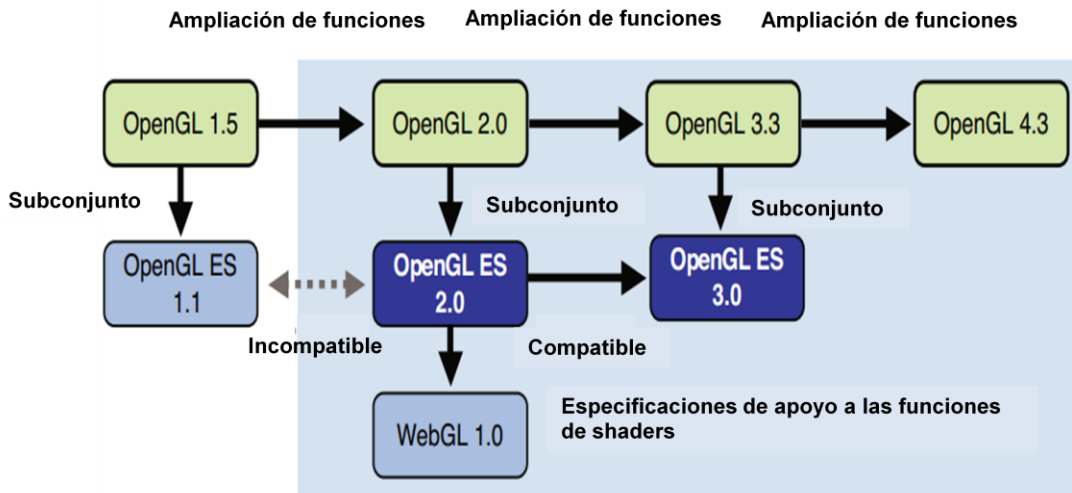 Ampliación de funciones
Ampliación de funciones
Ampliación de funciones
OpenGL 1.5
OpenGL 2.0
OpenGL 3.3
OpenGL 4.3
Subconjunto
Subconjunto
Subconjunto
OpenGL ES
1.1
OpenGL ES
2.0
OpenGL ES
3.0
Incompatible
Compatible
WebGL 1.0
Especificaciones de apoyo a las funciones
de shaders